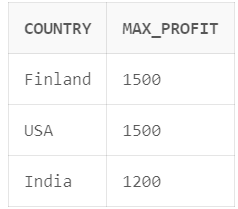 COUNTRY MAX_PROFIT
Finland 1500
USA 1500
India 1200